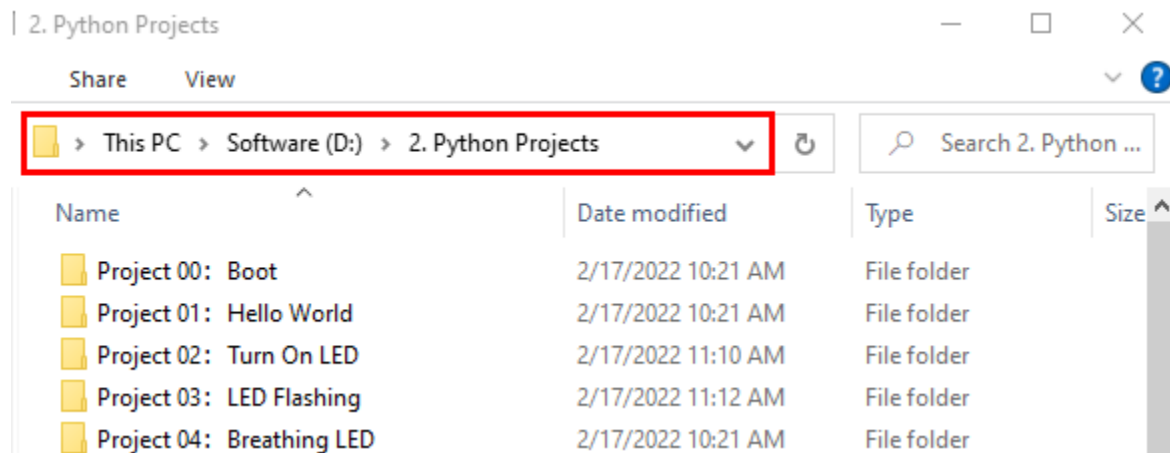 2. Python Projects
Share View
This PC > Software (D:) > 2. Python Projects Search 2. Python ...
Name Date modified Type Size
Project 00： Boot 2/17/2022 10:21 AM File folder
Project 01： Hello World 2/17/2022 10:21 AM File folder
Project 02： Turn On LED 2/17/2022 11:10 AM File folder
Project 03： LED Flashing 2/17/2022 11:12 AM File folder
Project 04： Breathing LED 2/17/2022 10:21 AM File folder